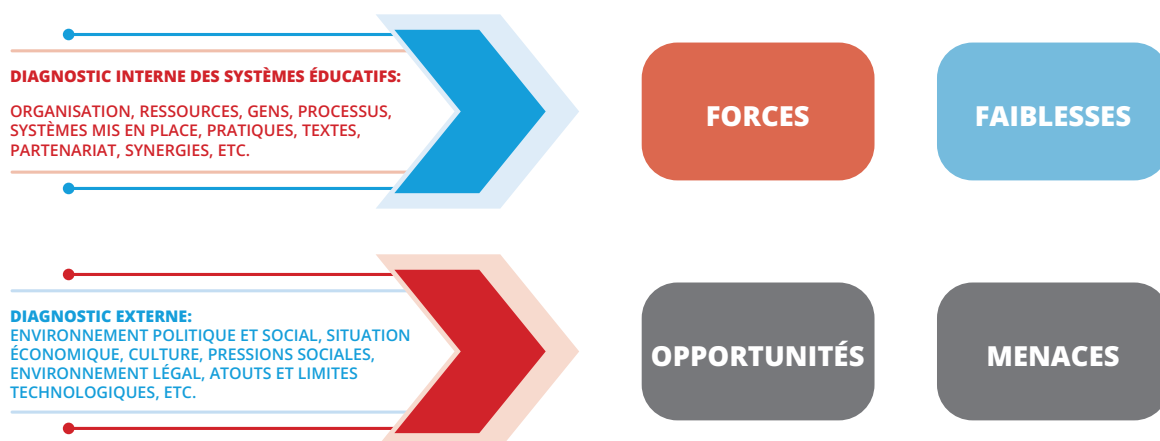 DIAGNOSTIC INTERNE DES SYSTÈMES ÉDUCATIFS:
ORGANISATION, RESSOURCES, GENS, PROCESSUS,
SYSTÈMES MIS EN PLACE, PRATIQUES, TEXTES,
PARTENARIAT, SYNERGIES, ETC.
FORCES
FAIBLESSES
DIAGNOSTIC EXTERNE:
ENVIRONNEMENT POLITIQUE ET SOCIAL, SITUATION
ÉCONOMIQUE, CULTURE, PRESSIONS SOCIALES,
ENVIRONNEMENT LÉGAL, ATOUTS ET LIMITES
TECHNOLOGIQUES, ETC.
OPPORTUNITÉS
MENACES